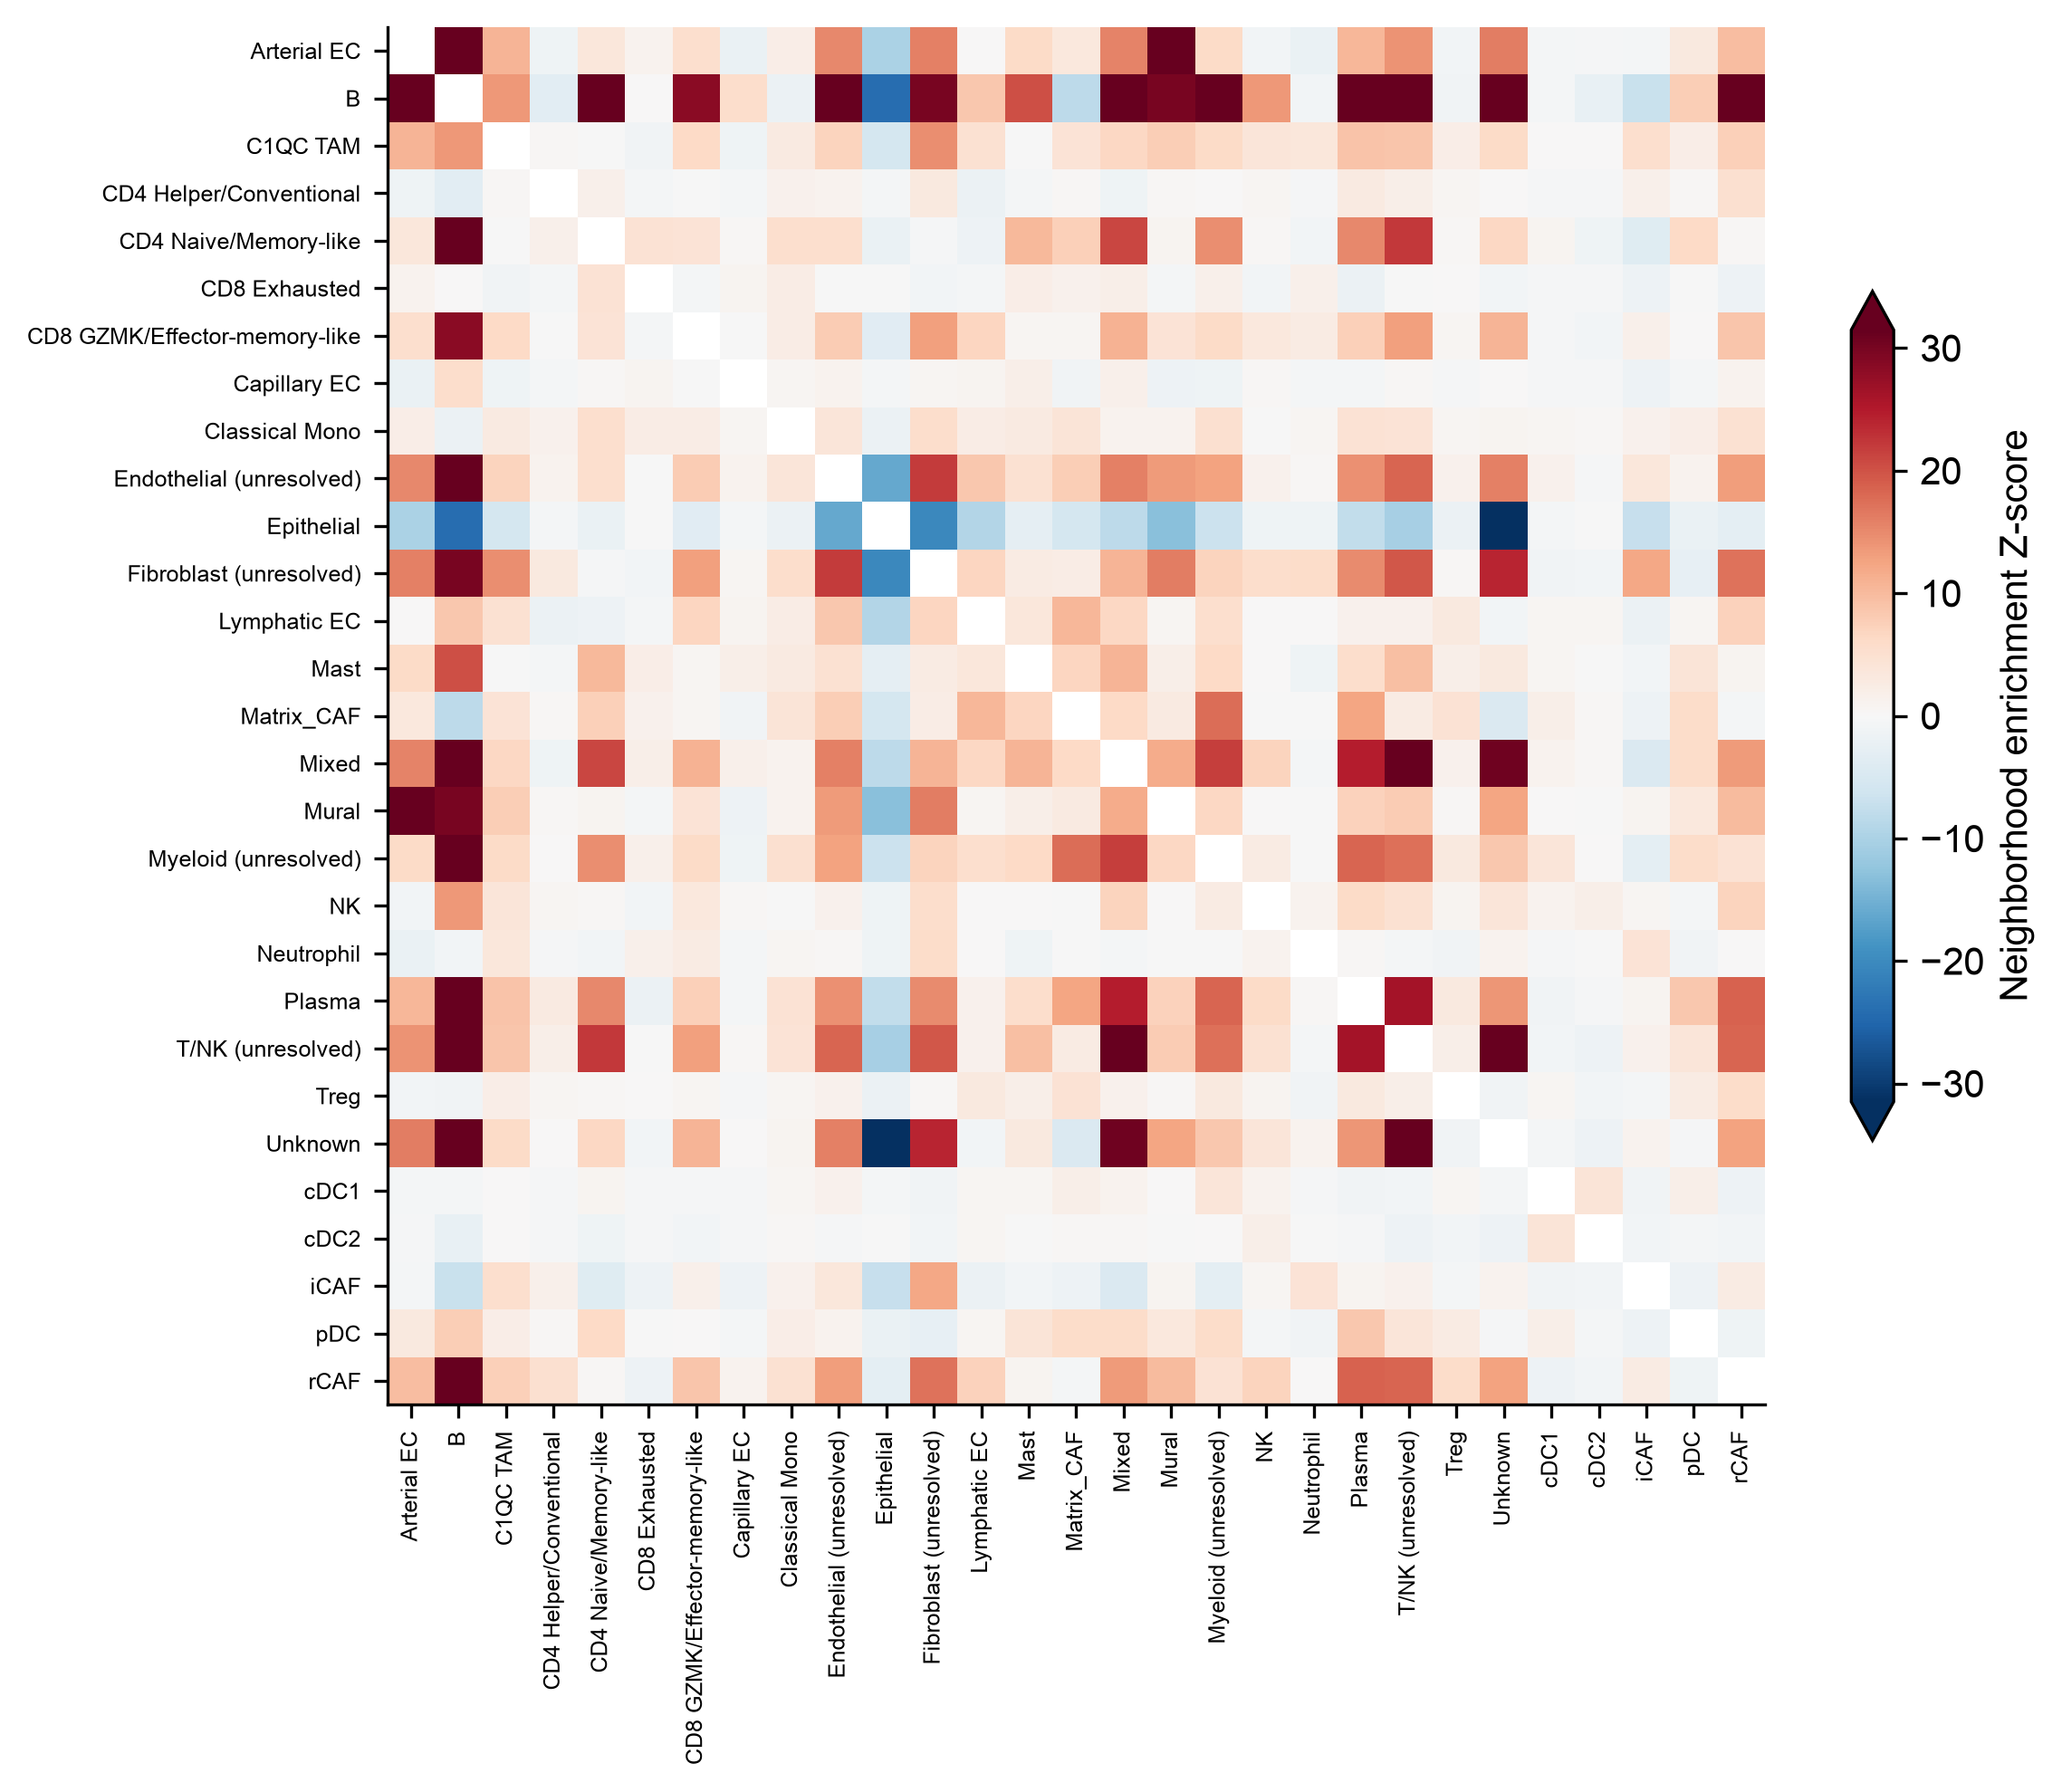 Arterial EC
B
C1QC TAM
CD4 Helper/Conventional
CD4 Naive/Memory-like
CD8 Exhausted
CD8 GZMK/Effector-memory-like
Capillary EC
Classical Mono
Endothelial (unresolved)
Epithelial
Fibroblast (unresolved)
Lymphatic EC
Mast
Matrix_CAF
Mixed
Mural
Myeloid (unresolved)
NK
Neutrophil
Plasma
T/NK (unresolved)
Treg
Unknown
cDC1
cDC2
iCAF
pDC
rCAF
Arterial EC
B
C1QC TAM
CD4 Helper/Conventional
CD4 Naive/Memory-like
CD8 Exhausted
CD8 GZMK/Effector-memory-like
Capillary EC
Classical Mono
Endothelial (unresolved)
Epithelial
Fibroblast (unresolved)
Lymphatic EC
Mast
Matrix_CAF
Mixed
Mural
Myeloid (unresolved)
NK
Neutrophil
Plasma
T/NK (unresolved)
Treg
Unknown
cDC1
cDC2
iCAF
pDC
rCAF
30
20
10
0
−10
−20
−30
Neighborhood enrichment Z-score